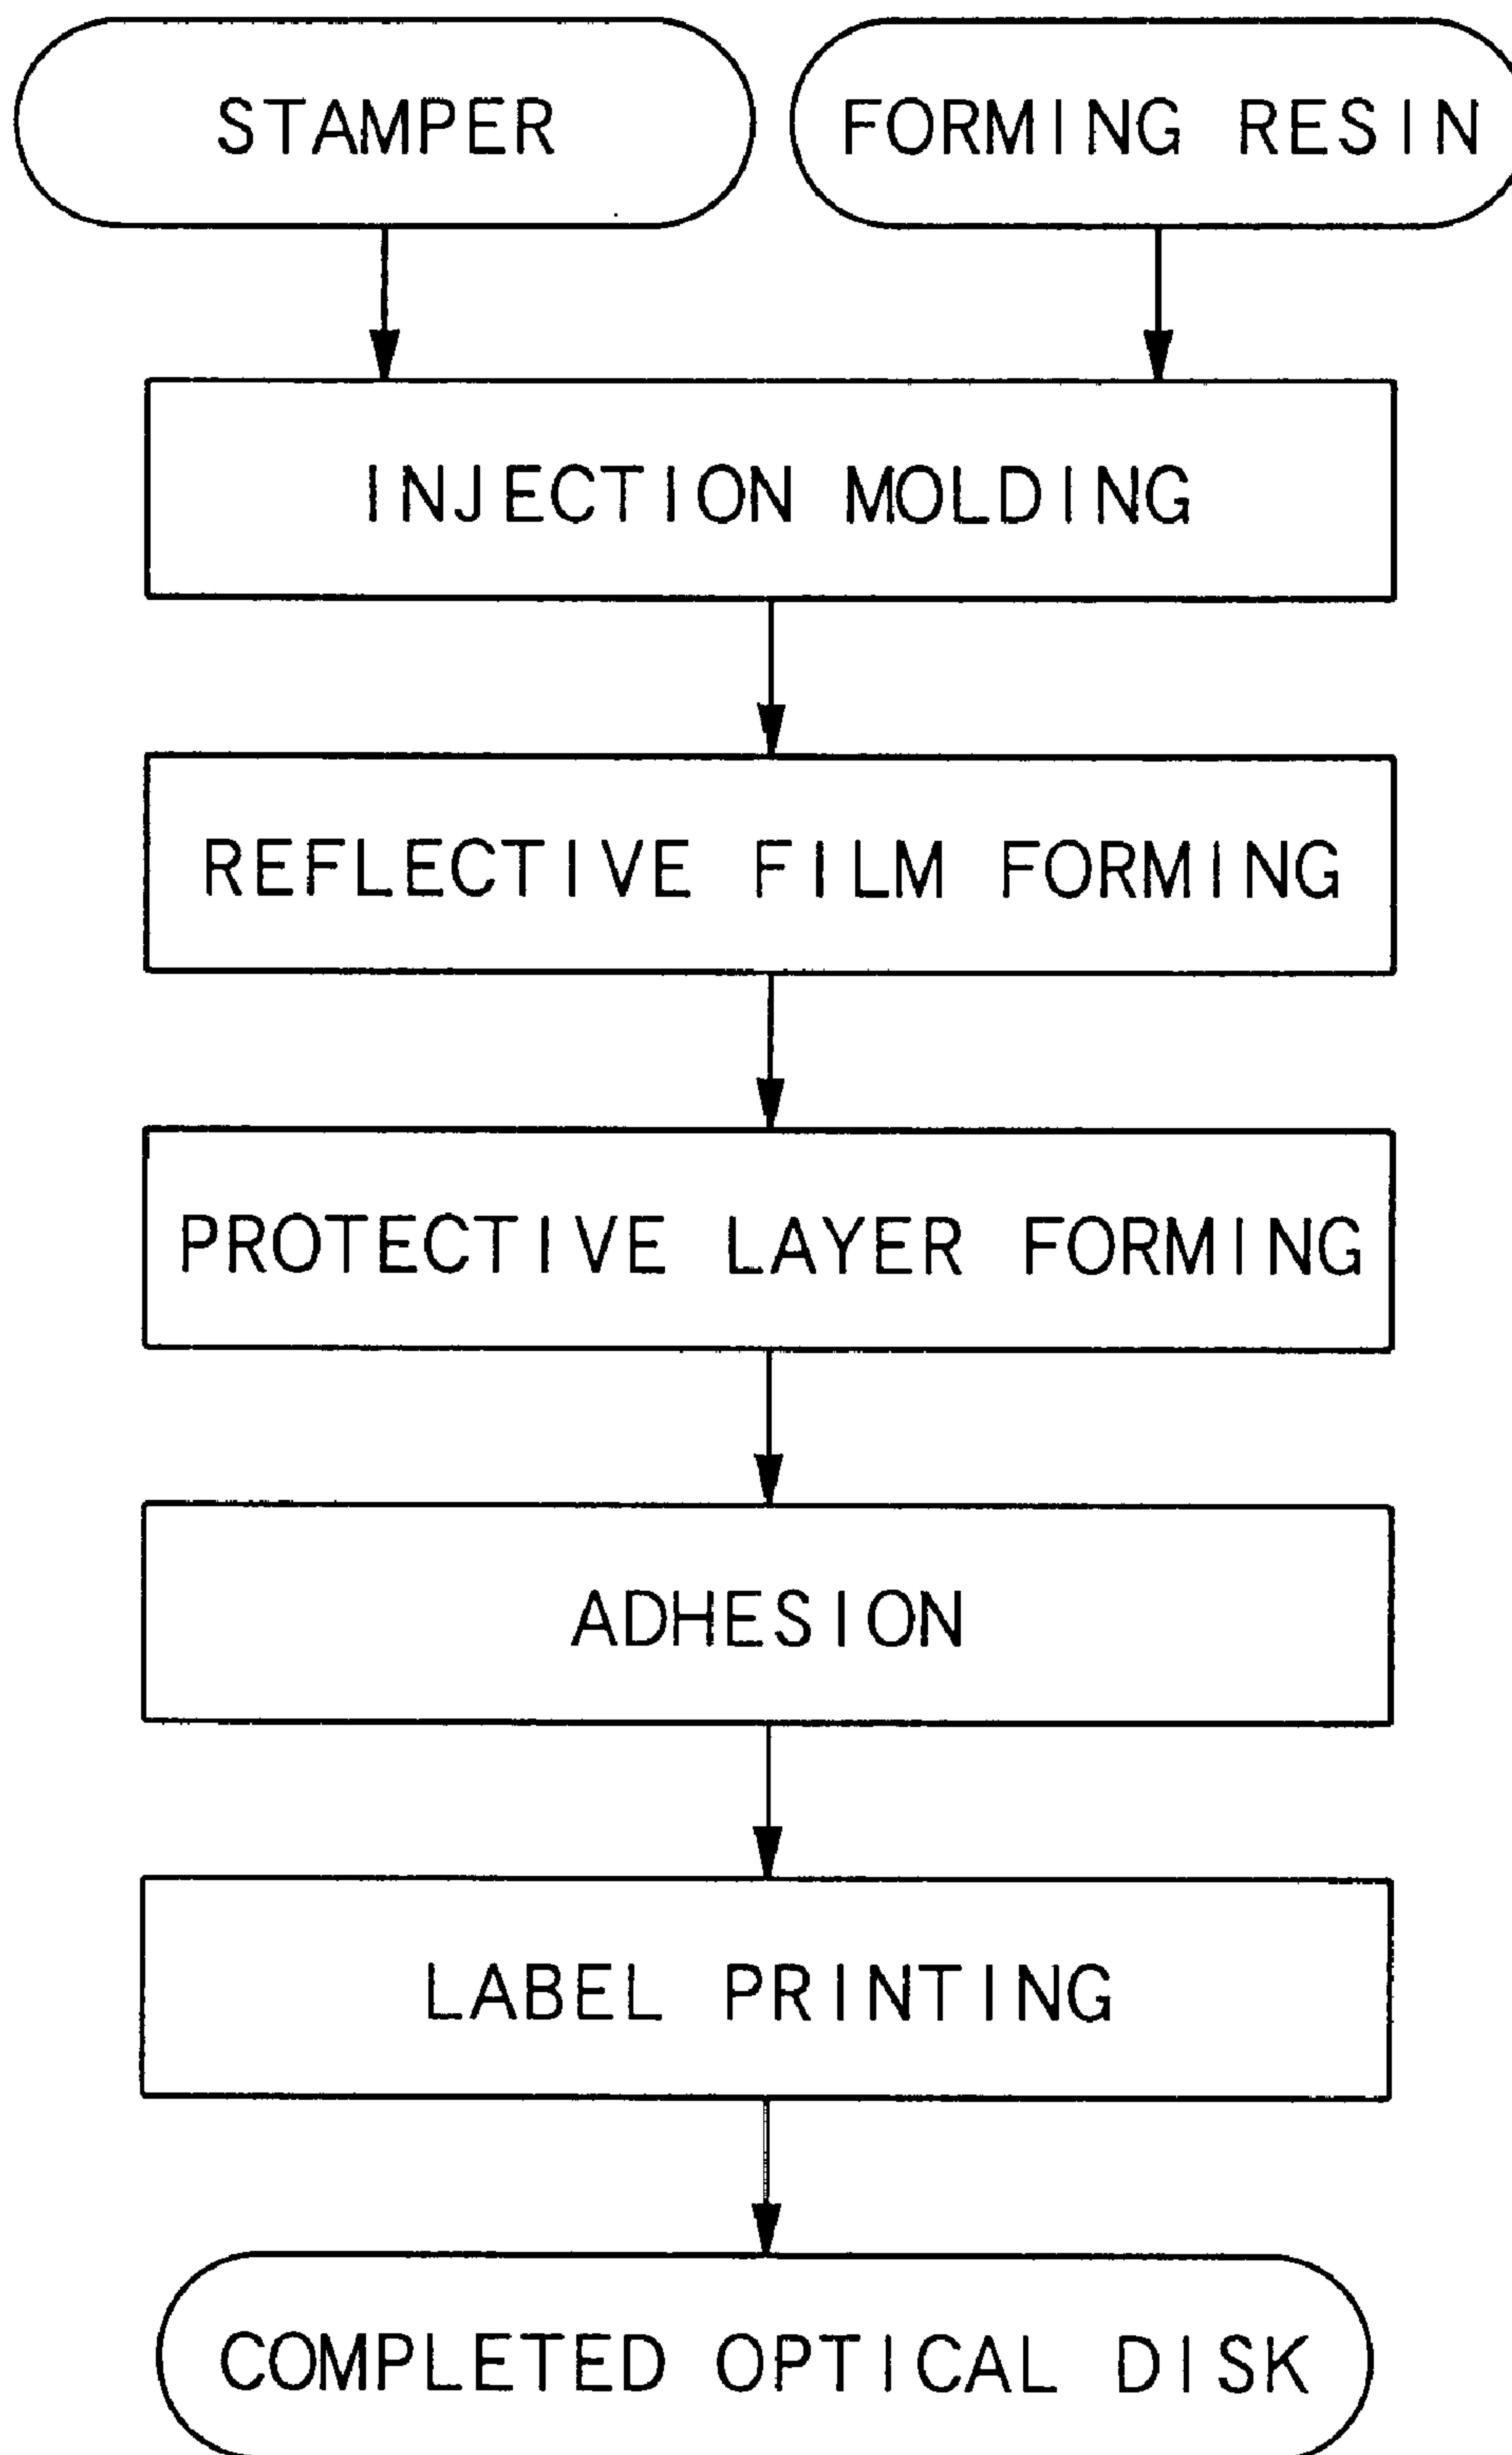 STAMPER
FORMING RESIN
INJECTION MOLDING
REFLECTIVE FILM FORMING
PROTECTIVE LAYER FORMING
ADHESION
LABEL PRINTING
COMPLETED OPTICAL DISK